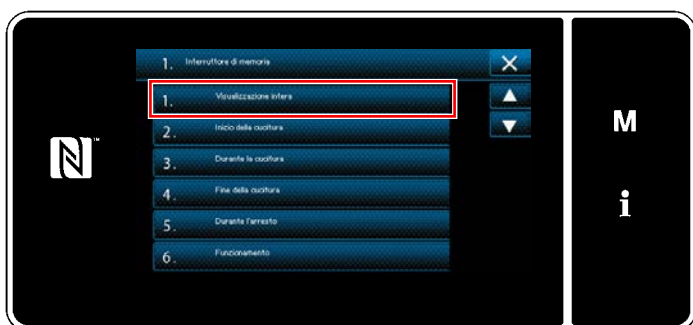 1. Interruttore di memoria
1. Visualizzazione intera
2. Inizio della cucitura
3. Durante la cucitura
4. Fine della cucitura
5. Durante l'arresto
6. Funzionamento
N™
M
i